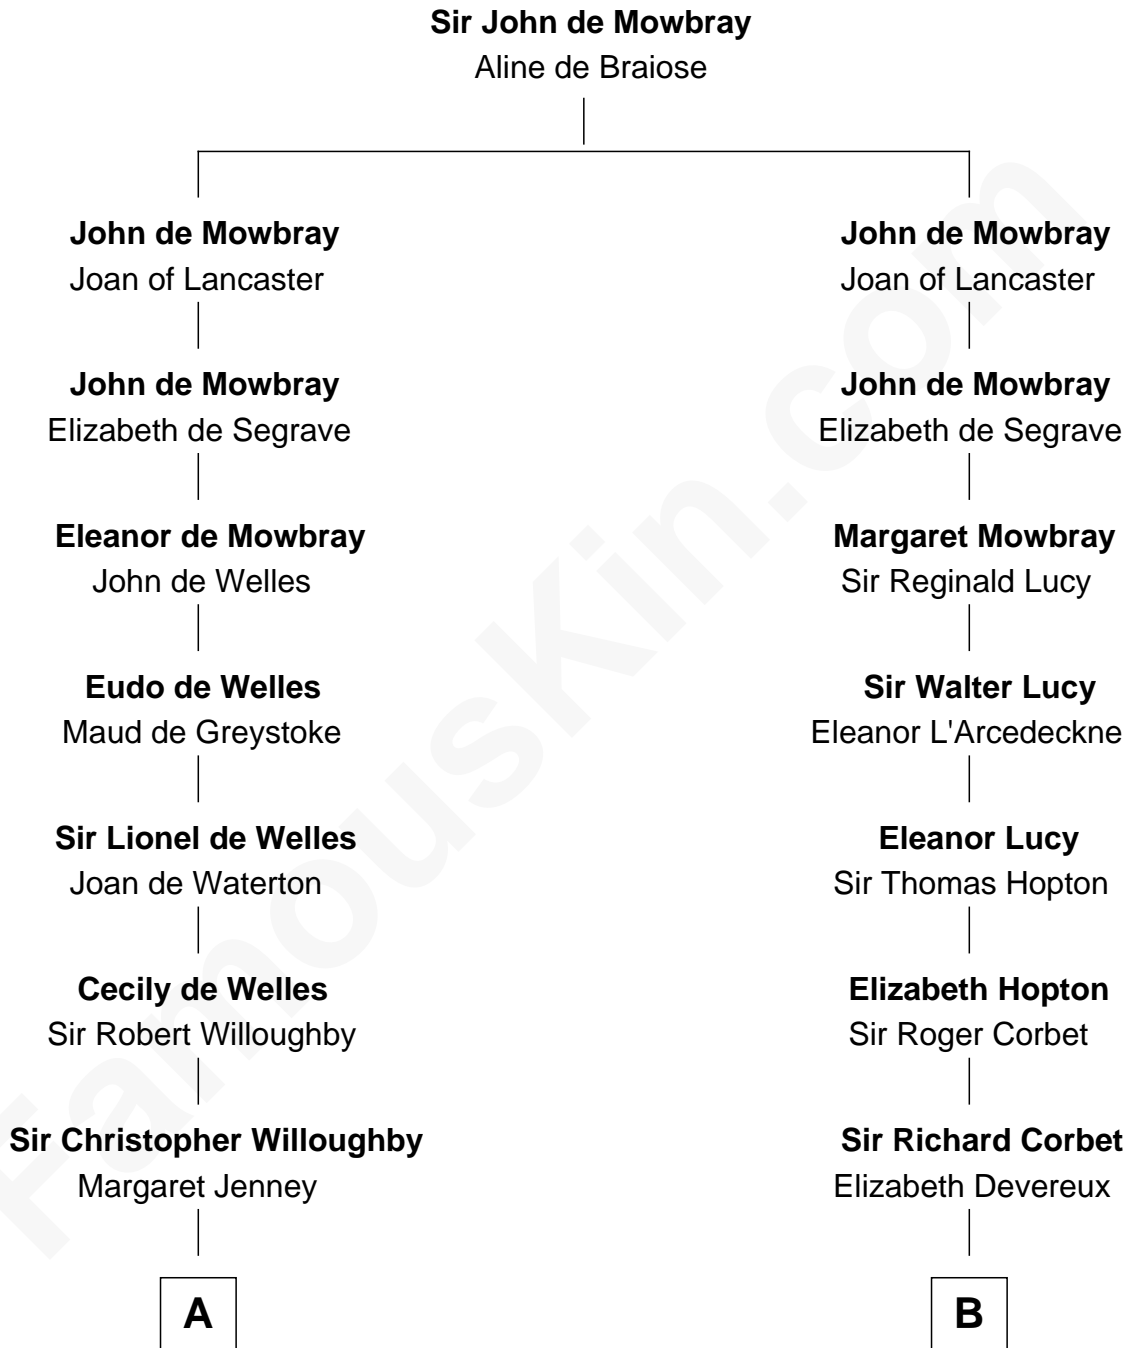 Sir John de Mowbray
Aline de Braiose
John de Mowbray
Joan of Lancaster
John de Mowbray
Elizabeth de Segrave
Eleanor de Mowbray
John de Welles
Eudo de Welles
Maud de Greystoke
Sir Lionel de Welles
Joan de Waterton
Cecily de Welles
Sir Robert Willoughby
Sir Christopher Willoughby
Margaret Jenney
A
John de Mowbray
Joan of Lancaster
John de Mowbray
Elizabeth de Segrave
Margaret Mowbray
Sir Reginald Lucy
Sir Walter Lucy
Eleanor L'Arcedeckne
Eleanor Lucy
Sir Thomas Hopton
Elizabeth Hopton
Sir Roger Corbet
Sir Richard Corbet
Elizabeth Devereux
B
FamousKin.com